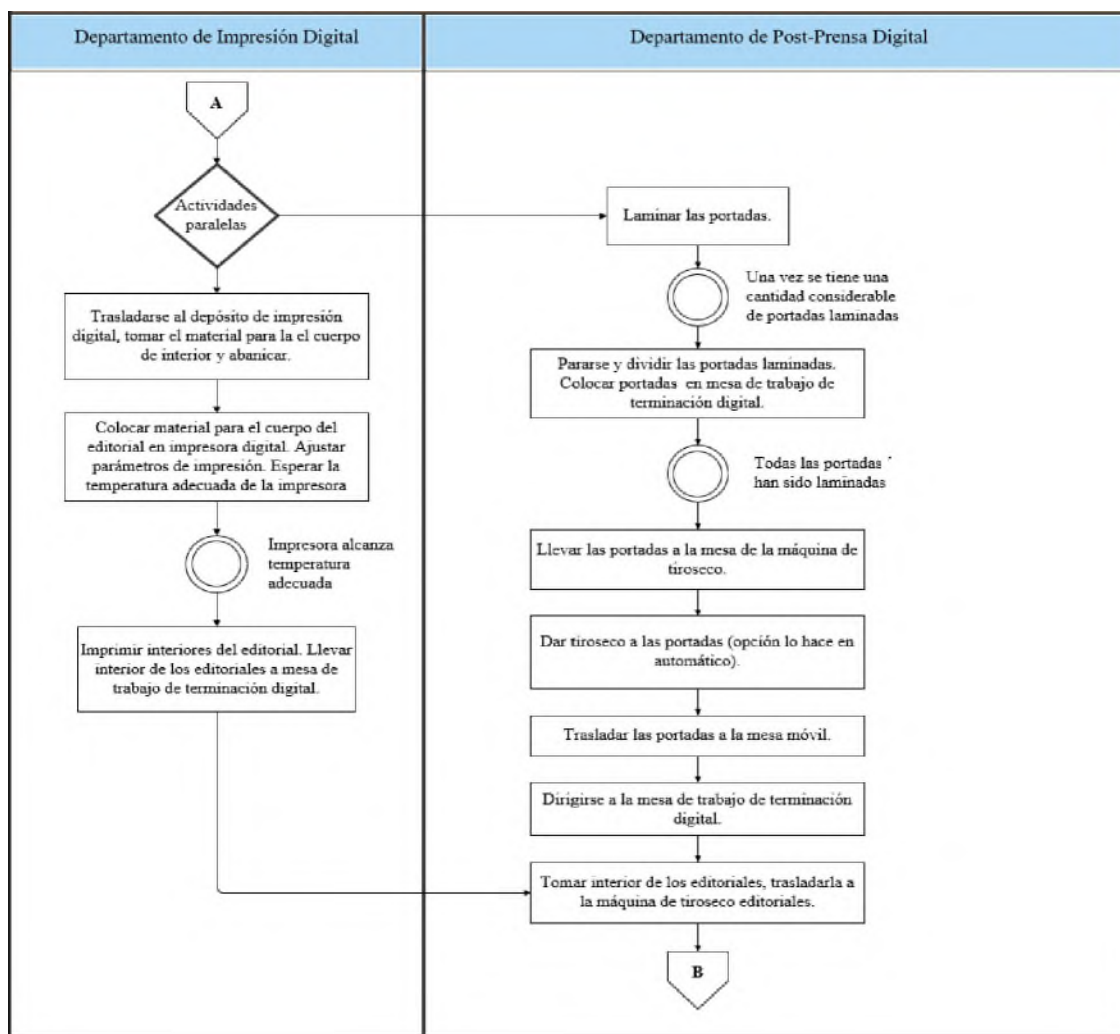 Departamento de Impresión Digital
Departamento de Post-Prensa Digital
A
Actividades
paralelas
Trasladarse al depósito de impresión
digital, tomar el material para la el cuerpo
de interior y abanicar.
Colocar material para el cuerpo del
editorial en impresora digital. Ajustar
parámetros de impresión. Esperar la
temperatura adecuada de la impresora
Impresora alcanza
temperatura
adecuada
Imprimir interiores del editorial. Llevar
interior de los editoriales a mesa de
trabajo de terminación digital.
Laminar las portadas.
Una vez se tiene una
cantidad considerable
de portadas laminadas
Pararse y dividir las portadas laminadas.
Colocar portadas en mesa de trabajo de
terminación digital.
Todas las portadas
han sido laminadas
Llevar las portadas a la mesa de la máquina de
tiroseco.
Dar tiroseco a las portadas (opción lo hace en
automático).
Trasladar las portadas a la mesa móvil.
Dirigirse a la mesa de trabajo de terminación
digital.
Tomar interior de los editoriales, trasladarla a
la máquina de tiroseco editoriales.
B